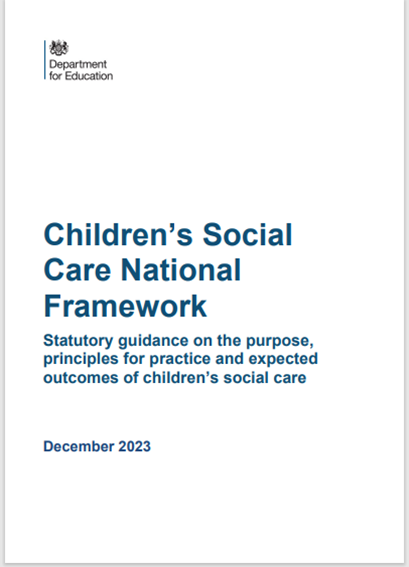 Department
for Education
Children's Social
Care National
Framework
Statutory guidance on the purpose,
principles for practice and expected
outcomes of children's social care
December 2023